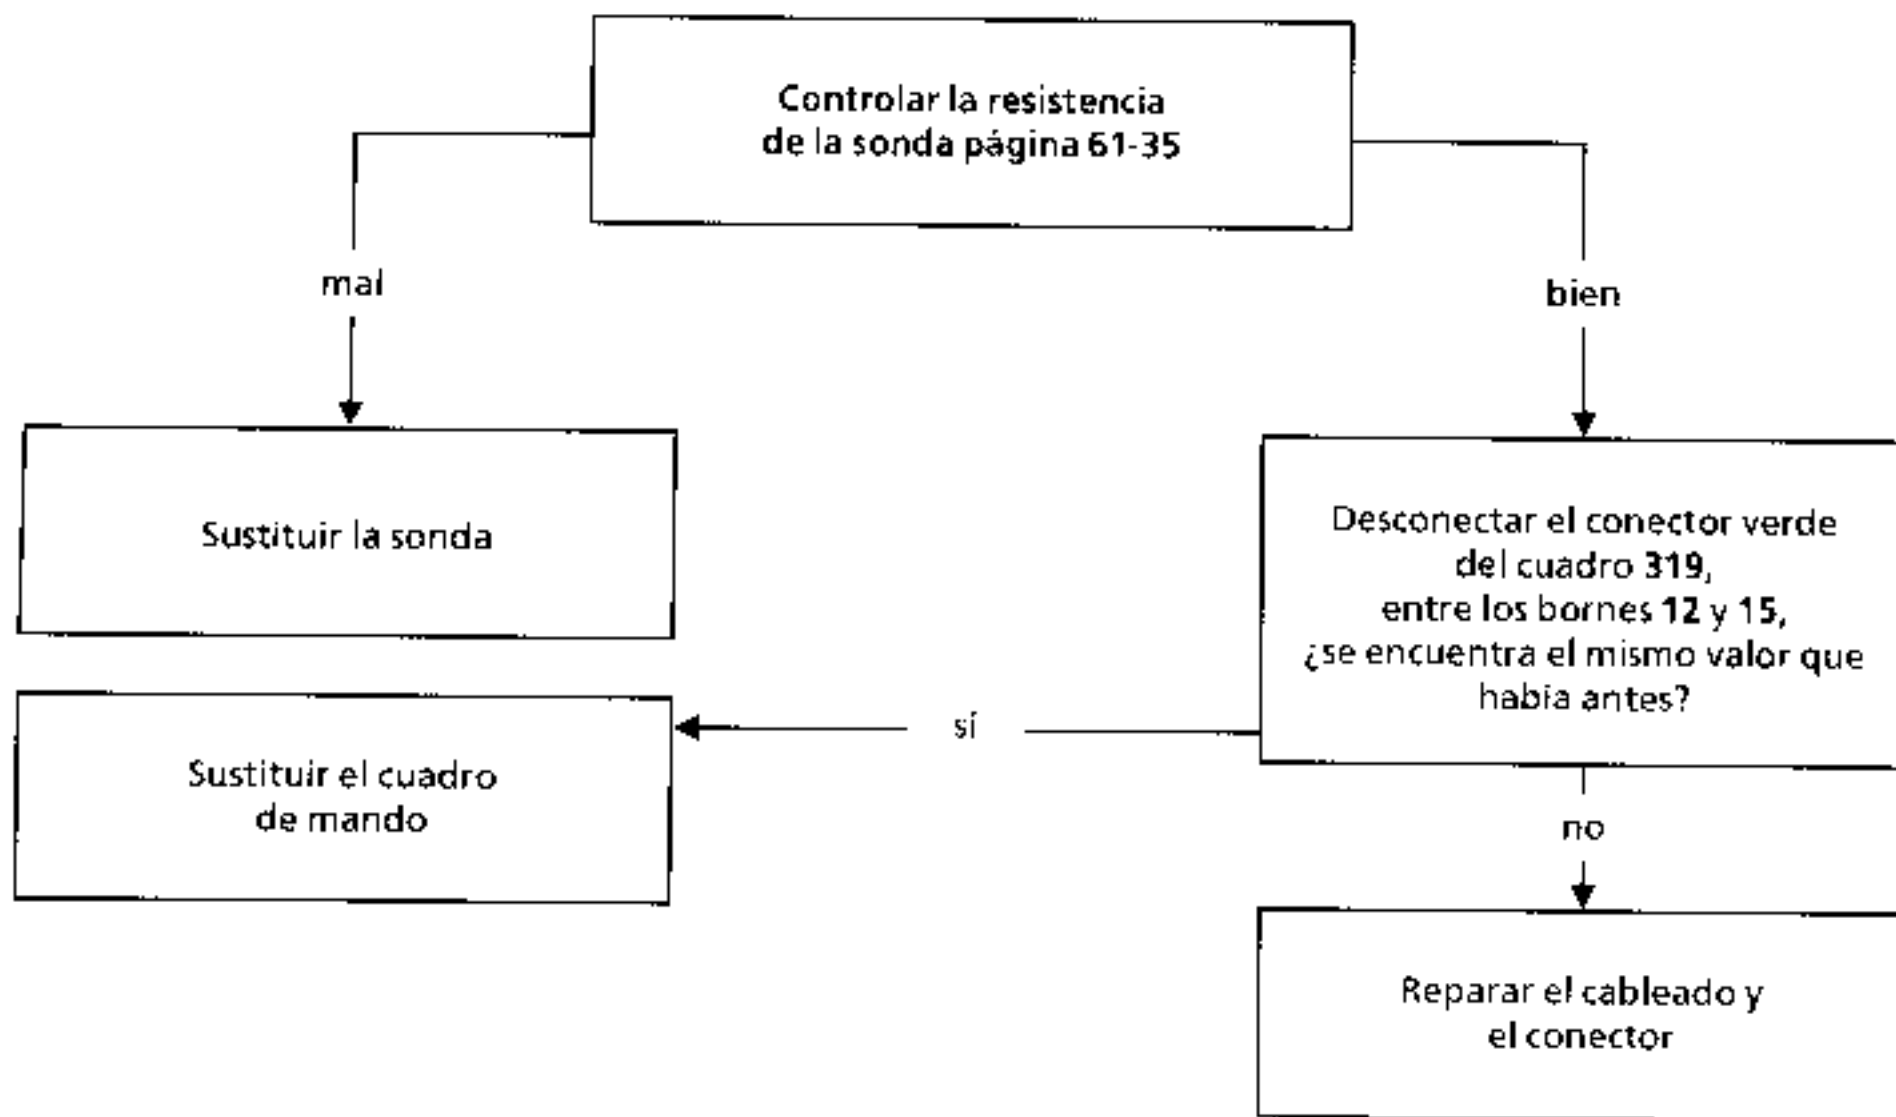 Controlar la resistencia
de la sonda página 61-35
mal
bien
Sustituir la sonda
Desconectar el conector verde
del cuadro 319,
entre los bornes 12 y 15,
¿se encuentra el mismo valor que
había antes?
sí
Sustituir el cuadro
de mando
no
Reparar el cableado y
el conector